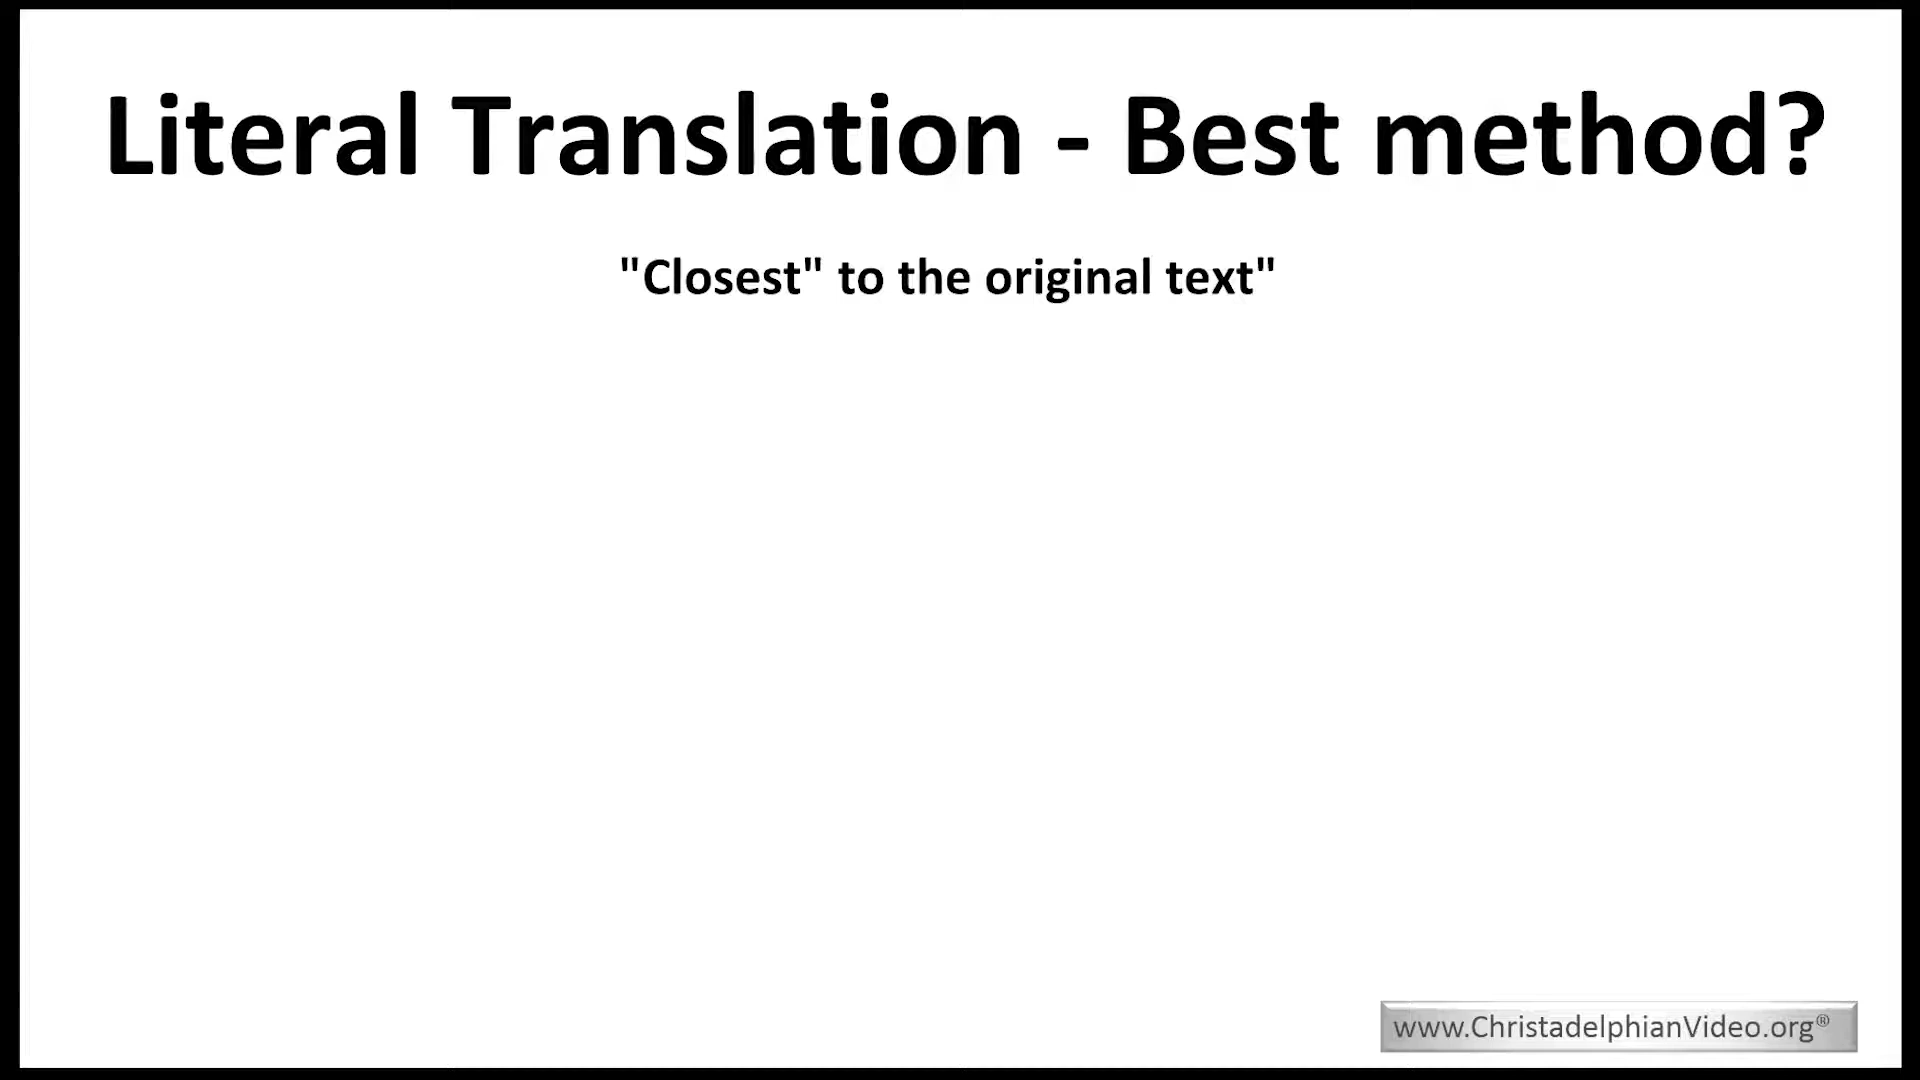 Literal Translation - Best method?
"Closest" to the original text"
www.ChristadelphianVideo.org®